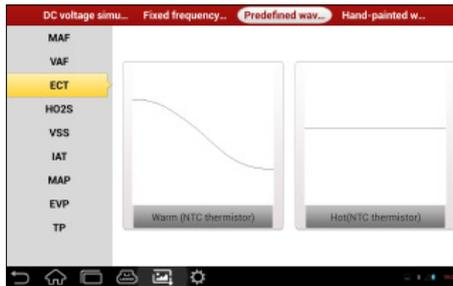 DC voltage simu... Fixed frequency... Predefined wav... Hand-painted w...
MAF
VAF
ECT
HO2S
VSS
IAT
MAP
EVP
TP
Warm (NTC thermistor) Hot(NTC thermistor)